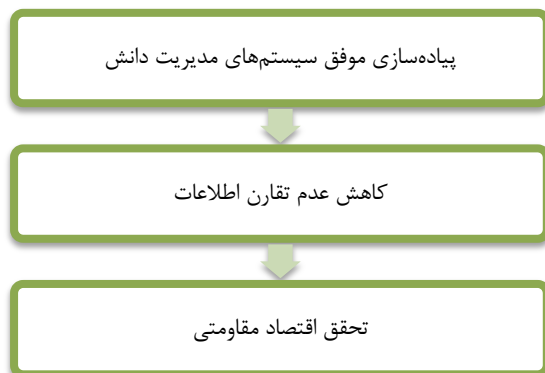 پیاده‌سازی موفق سیستم‌های مدیریت دانش
کاهش عدم تقارن اطلاعات
تحقق اقتصاد مقاومتی